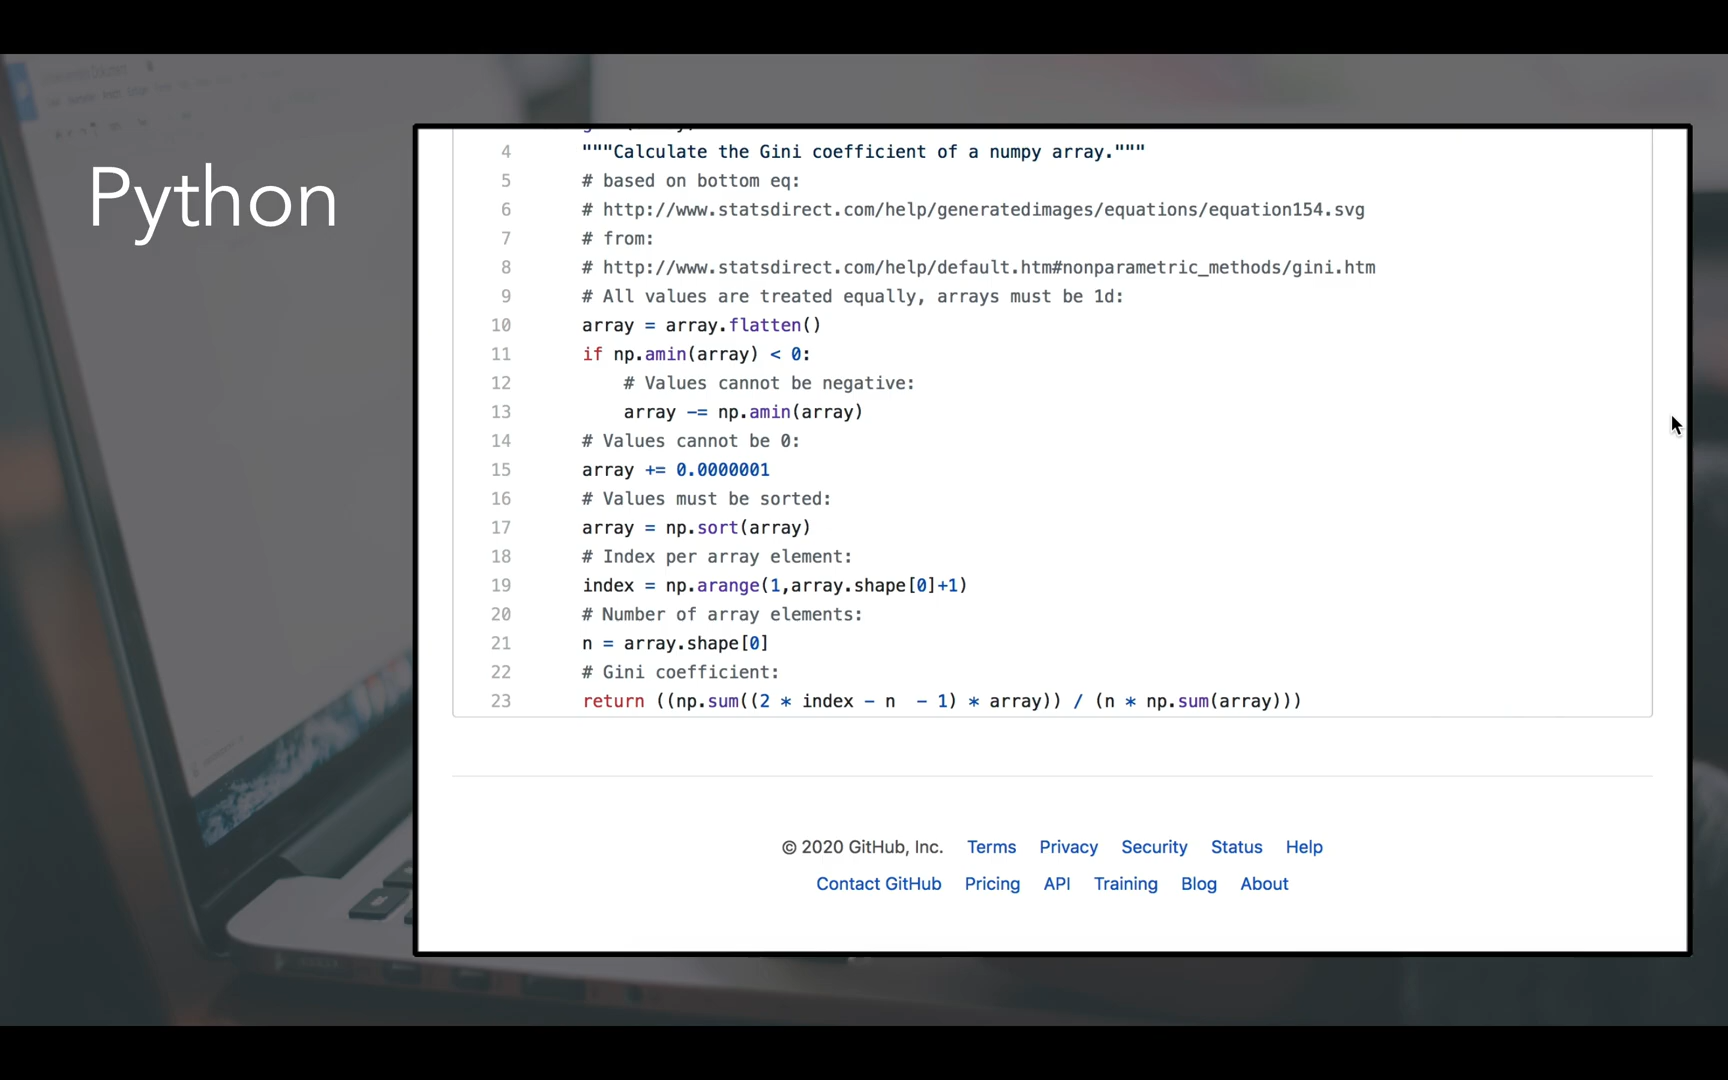 Python
4 """Calculate the Gini coefficient of a numpy array."""
5 # based on bottom eq:
6 # http://www.statsdirect.com/help/generatedimages/equations/equation154.svg
7 # from:
8 # http://www.statsdirect.com/help/default.htm#nonparametric_methods/gini.htm
9 # All values are treated equally, arrays must be 1d:
10 array = array.flatten()
11 if np.amin(array) < 0:
12 # Values cannot be negative:
13 array -= np.amin(array)
14 # Values cannot be 0:
15 array += 0.0000001
16 # Values must be sorted:
17 array = np.sort(array)
18 # Index per array element:
19 index = np.arange(1,array.shape[0]+1)
20 # Number of array elements:
21 n = array.shape[0]
22 # Gini coefficient:
23 return ((np.sum((2 * index - n  - 1) * array)) / (n * np.sum(array)))
© 2020 GitHub, Inc. Terms Privacy Security Status Help
Contact GitHub Pricing API Training Blog About